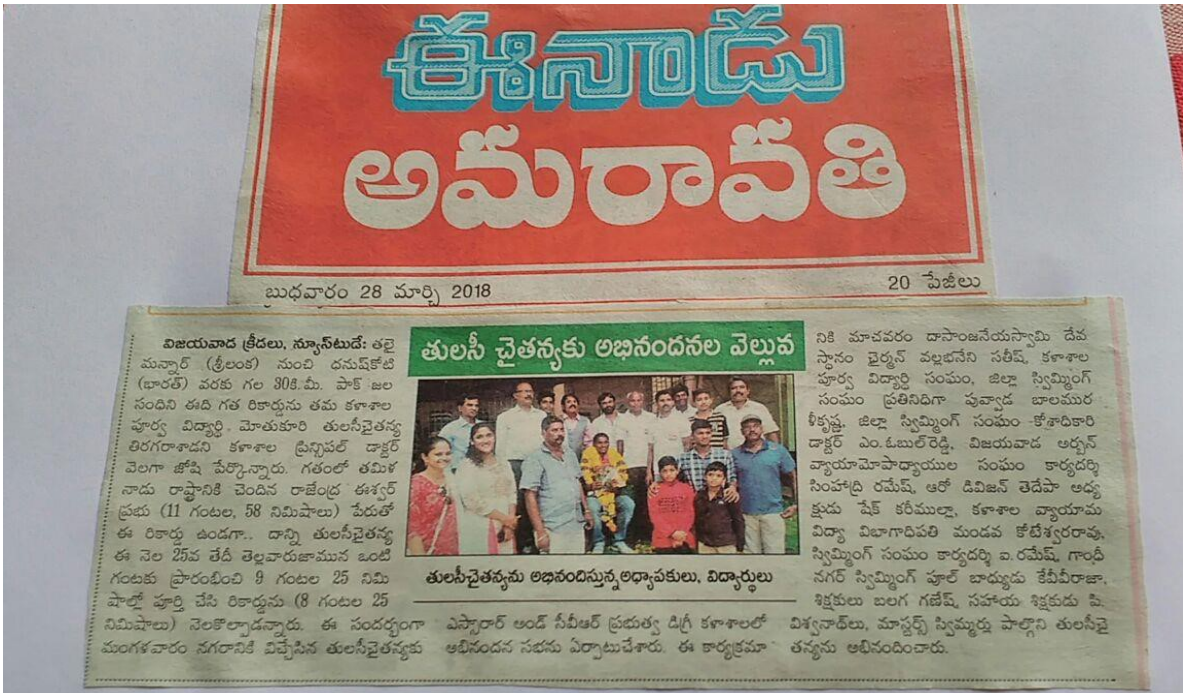 ఈనాడు
అమరావతి
బుధవారం 28 మార్చి 2018
20 పేజీలు
తులసీ చైతన్యకు అభినందనల వెల్లువ
విజయవాడ క్రీడలు, న్యూస్‌టుడే: తలై
మన్నార్ (శ్రీలంక) నుంచి ధనుష్‌కోటి
(భారత్) వరకు గల 30కి.మీ. పాక్ జల
సంధిని ఈది గత రికార్డును తమ కళాశాల
పూర్వ విద్యార్థి మోతుకూరి తులసీచైతన్య
తిరగరాశాడని కళాశాల ప్రిన్సిపల్ డాక్టర్
వెలగా జోషి పేర్కొన్నారు. గతంలో తమిళ
నాడు రాష్ట్రానికి చెందిన రాజేంద్ర ఈశ్వర్
ప్రభు (11 గంటల, 58 నిమిషాలు) పేరుతో
ఈ రికార్డు ఉండగా.. దాన్ని తులసీచైతన్య
ఈ నెల 25వ తేదీ తెల్లవారుజామున ఒంటి
గంటకు ప్రారంభించి 9 గంటల 25 నిమి
షాల్లో పూర్తి చేసి రికార్డును (8 గంటల 25
నిమిషాలు) నెలకొల్పాడన్నారు. ఈ సందర్భంగా
మంగళవారం నగరానికి విచ్చేసిన తులసీచైతన్యకు
తులసీచైతన్యను అభినందిస్తున్న అధ్యాపకులు, విద్యార్థులు
ఎస్సారార్ అండ్ సీవీఆర్ ప్రభుత్వ డిగ్రీ కళాశాలలో
అభినందన సభను ఏర్పాటుచేశారు. ఈ కార్యక్రమా
నికి మాచవరం దాసాంజనేయస్వామి దేవ
స్థానం ఛైర్మన్ వల్లభనేని సతీష్, కళాశాల
పూర్వ విద్యార్థి సంఘం, జిల్లా స్విమ్మింగ్
సంఘం ప్రతినిధిగా పువ్వాడ బాలముర
ళీకృష్ణ, జిల్లా స్విమ్మింగ్ సంఘం కోశాధికారి
డాక్టర్ ఎం.ఓబుల్‌రెడ్డి, విజయవాడ అర్బన్
వ్యాయామోపాధ్యాయుల సంఘం కార్యదర్శి
సింహాద్రి రమేష్, ఆరో డివిజన్ తెదేపా అధ్య
క్షుడు షేక్ కరీముల్లా, కళాశాల వ్యాయామ
విద్యా విభాగాధిపతి మండవ కోటేశ్వరరావు,
స్విమ్మింగ్ సంఘం కార్యదర్శి ఐ.రమేష్, గాంధీ
నగర్ స్విమ్మింగ్ పూల్ బాధ్యుడు కేవీవీరాజా,
శిక్షకులు బలగ గణేష్, సహాయ శిక్షకుడు పి.
విశ్వనాథ్‌లు, మాస్టర్స్ స్విమ్మర్లు పాల్గొని తులసీచై
తన్యను అభినందించారు.